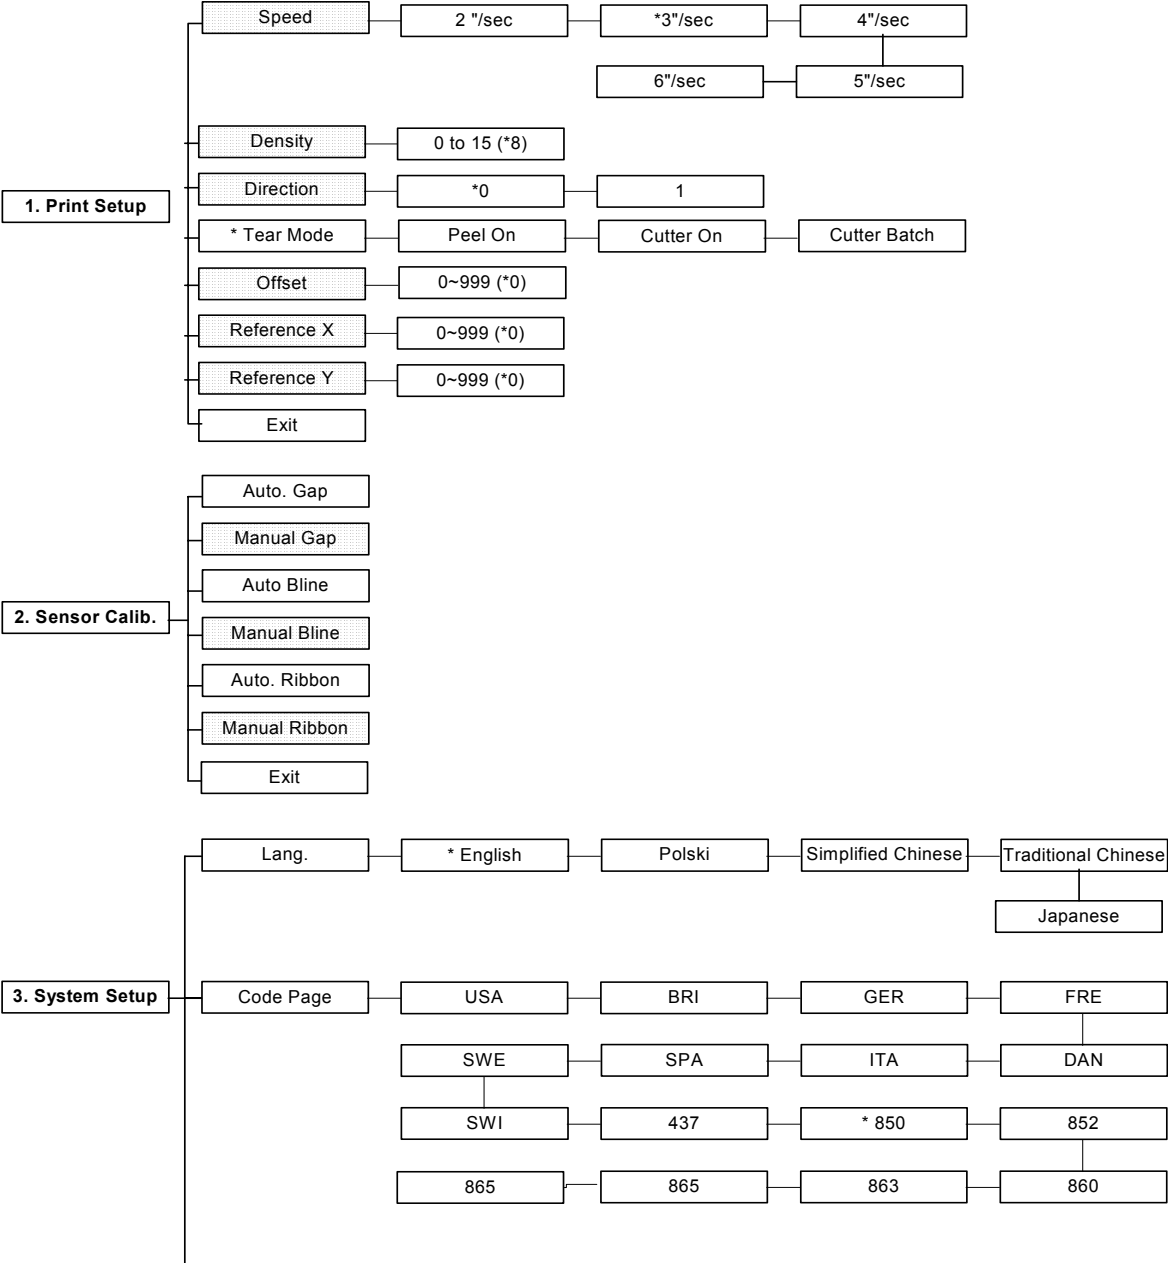 Speed
2 "/sec
*3"/sec
4"/sec
6"/sec
5"/sec
Density
0 to 15 (*8)
Direction
*0
1
1. Print Setup
* Tear Mode
Peel On
Cutter On
Cutter Batch
Offset
0~999 (*0)
Reference X
0~999 (*0)
Reference Y
0~999 (*0)
Exit
Auto. Gap
Manual Gap
Auto Bline
2. Sensor Calib.
Manual Bline
Auto. Ribbon
Manual Ribbon
Exit
Lang.
* English
Polski
Simplified Chinese
Traditional Chinese
Japanese
3. System Setup
Code Page
USA
BRI
GER
FRE
SWE
SPA
ITA
DAN
SWI
437
* 850
852
865
865
863
860